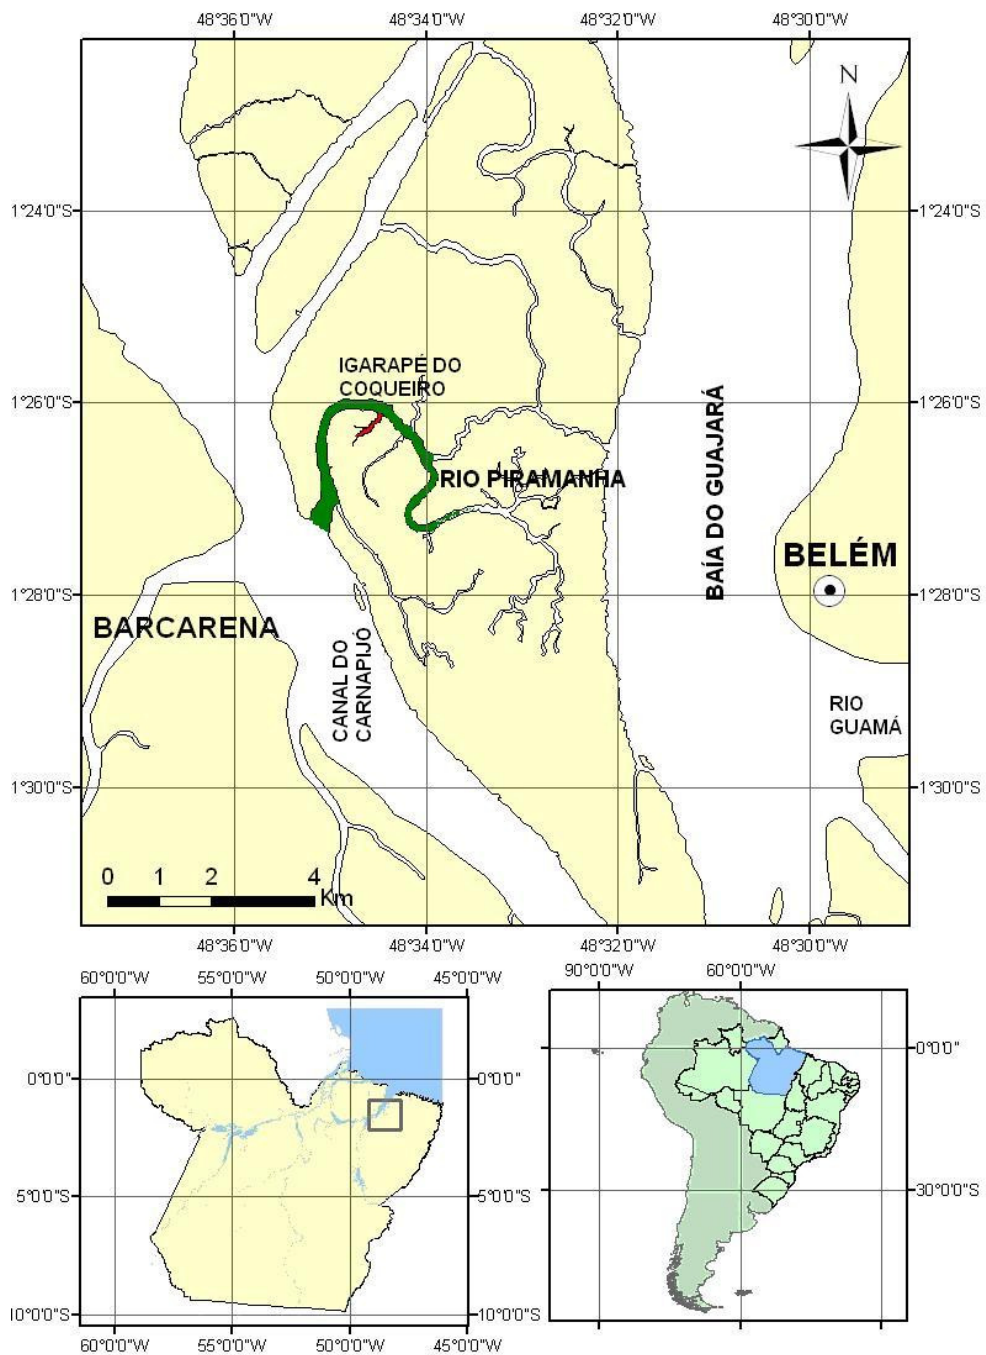 48°36'0"W 48°34'0"W 48°32'0"W 48°30'0"W
N
1°24'0"S 1°24'0"S
IGARAPÉ DO
COQUEIRO
1°26'0"S 1°26'0"S
RIO PIRAMANHA
BAÍA DO GUAJARÁ
BELÉM
1°28'0"S 1°28'0"S
BARCARENA
CANAL DO
CARNAPIJÓ
RIO
GUAMÁ
1°30'0"S 1°30'0"S
0 1 2 4
Km
48°36'0"W 48°34'0"W 48°32'0"W 48°30'0"W
60°0'0"W 55°0'0"W 50°0'0"W 45°0'0"W
0°0'0" 0°0'0"
5°0'0"S 5°0'0"S
10°0'0"S 10°0'0"S
60°0'0"W 55°0'0"W 50°0'0"W 45°0'0"W
90°0'0"W 60°0'0"W
0°0'0"
30°0'0"S